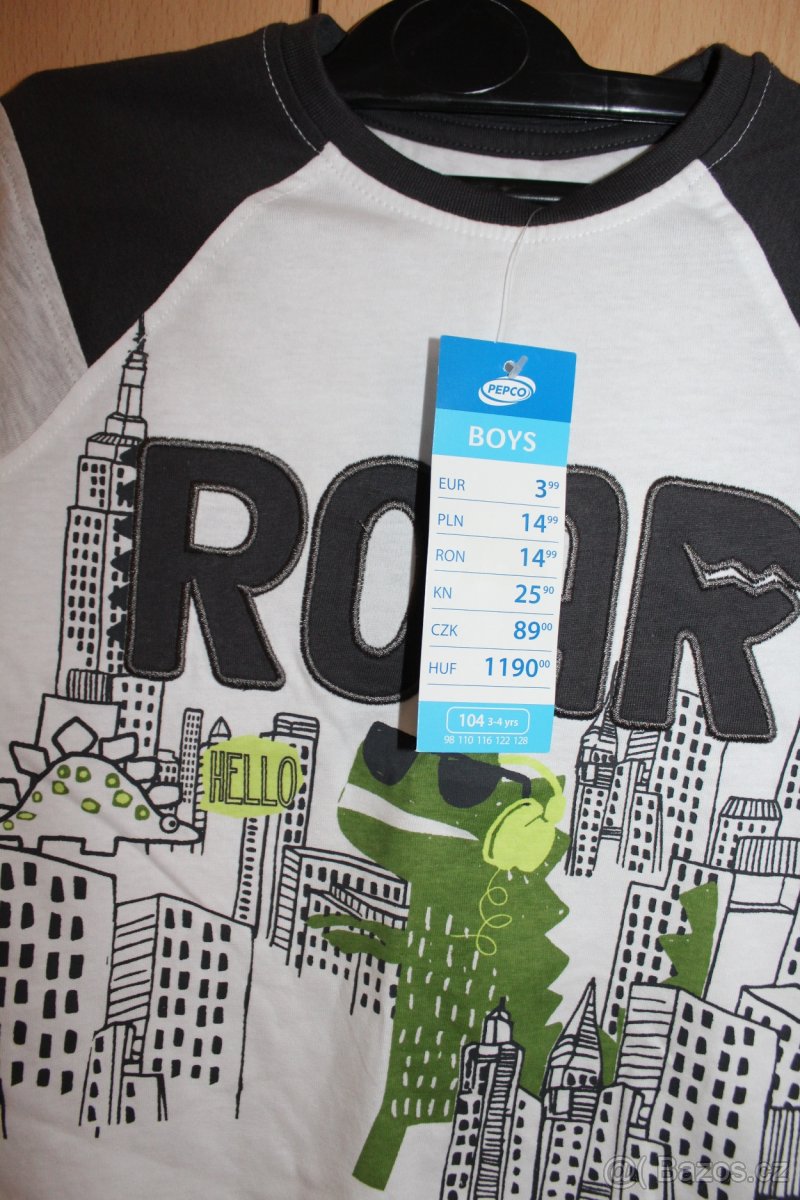 PEPCO
BOYS
EUR 3 99
PLN 14 99
RON 14 99
KN 25 90
CZK 89 00
HUF 1190 00
104 3-4 yrs
98 110 116 122 128
ROAR
HELLO
@( Bazos.cz